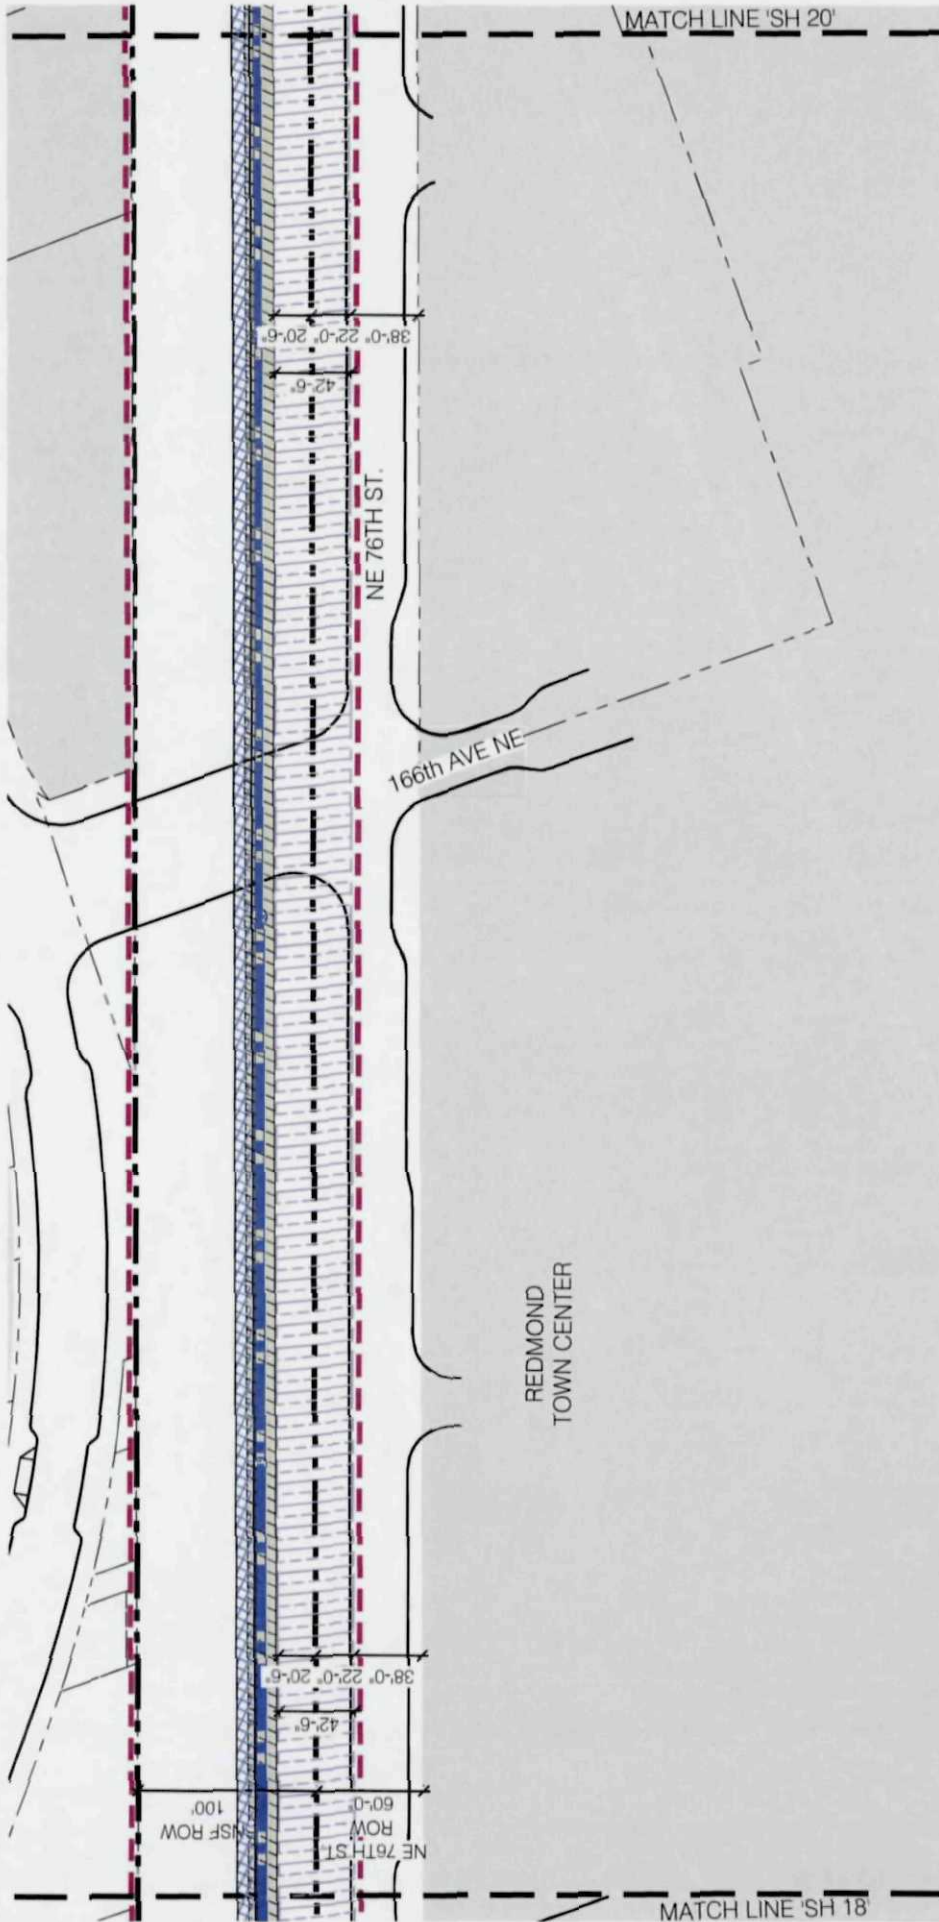 MATCH LINE 'SH 20'
38'-0" 22'-0" 20'-6"
42'-6"
NE 76TH ST.
166th AVE NE
REDMOND
TOWN CENTER
38'-0" 22'-0" 20'-6"
42'-6"
100'
NSF ROW
NE 76TH ST.
ROW
60'-0"
MATCH LINE 'SH 18'